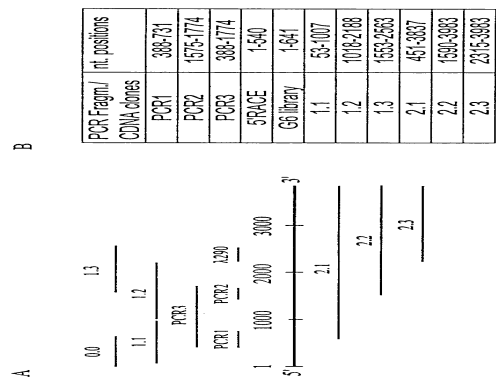 A
0.0 1.3
1.1 1.2
PCR3
PCR1 PCR2 λ290
1 1000 2000 3000
5' 3'
2.1
2.2
2.3
B
PCR Fragm./ nt. positions
CDNA clones
PCR1 388-731
PCR2 1575-1774
PCR3 388-1774
5'RACE 1-540
G6 library 1-641
1.1 53-1007
1.2 1018-2188
1.3 1553-2563
2.1 451-3837
2.2 1590-3983
2.3 2315-3983